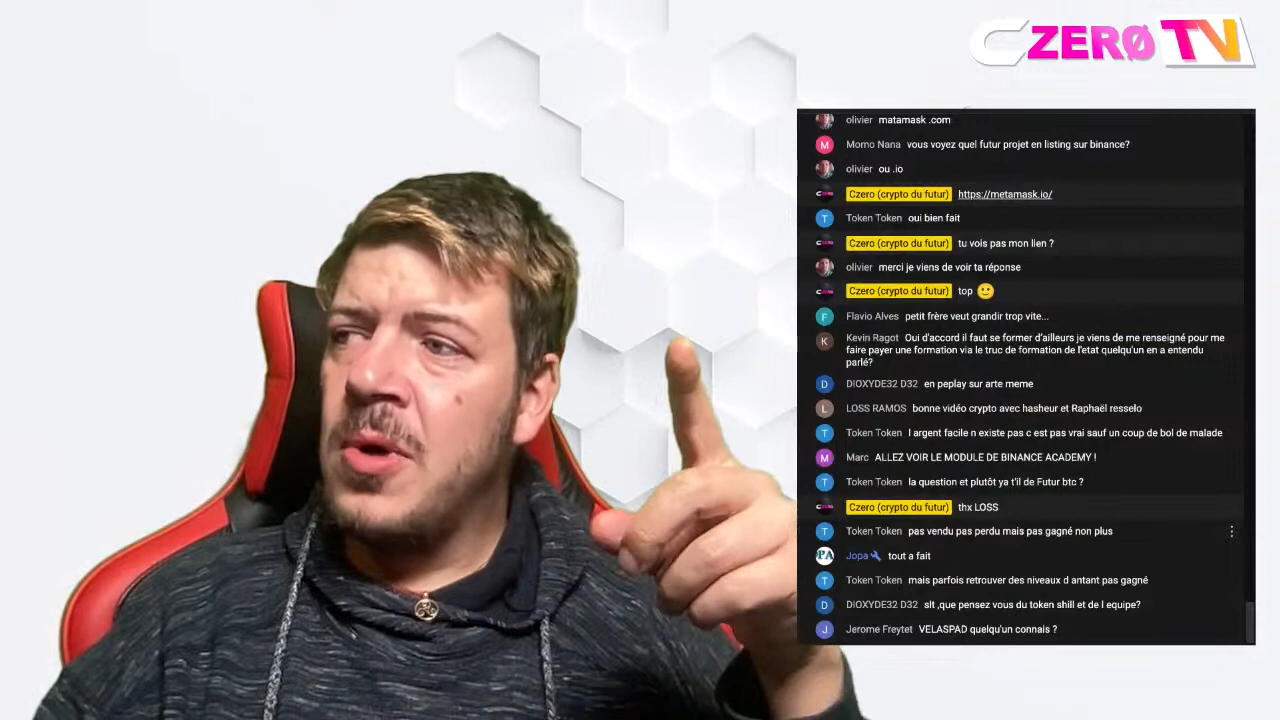 CZERØ TV
olivier matamask .com
M Momo Nana vous voyez quel futur projet en listing sur binance?
olivier ou .io
Czero (crypto du futur) https://metamask.io/
T Token Token oui bien fait
Czero (crypto du futur) tu vois pas mon lien ?
olivier merci je viens de voir ta réponse
Czero (crypto du futur) top 🙂
F Flavio Alves petit frère veut grandir trop vite...
K Kevin Ragot Oui d'accord il faut se former d'ailleurs je viens de me renseigné pour me
faire payer une formation via le truc de formation de l'etat quelqu'un en a entendu
parlé?
D DIOXYDE32 D32 en peplay sur arte meme
L LOSS RAMOS bonne vidéo crypto avec hasheur et Raphaël resselo
T Token Token l argent facile n existe pas c est pas vrai sauf un coup de bol de malade
M Marc ALLEZ VOIR LE MODULE DE BINANCE ACADEMY !
T Token Token la question et plutôt ya t'il de Futur btc ?
Czero (crypto du futur) thx LOSS
T Token Token pas vendu pas perdu mais pas gagné non plus
PA Jopa tout a fait
T Token Token mais parfois retrouver des niveaux d antant pas gagné
D DIOXYDE32 D32 slt ,que pensez vous du token shill et de l equipe?
J Jerome Freytet VELASPAD quelqu'un connais ?